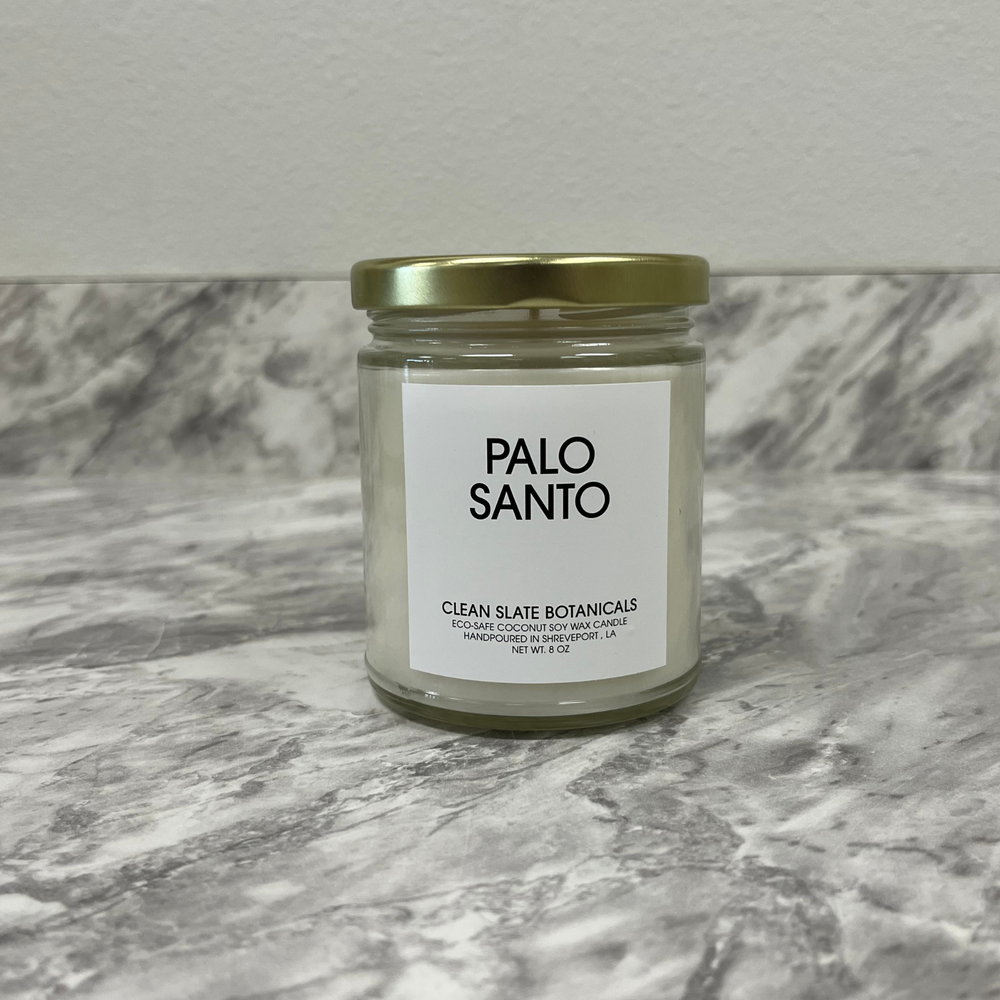 PALO
SANTO
CLEAN SLATE BOTANICALS
ECO-SAFE COCONUT SOY WAX CANDLE
HANDPOURED IN SHREVEPORT , LA
NET WT. 8 OZ